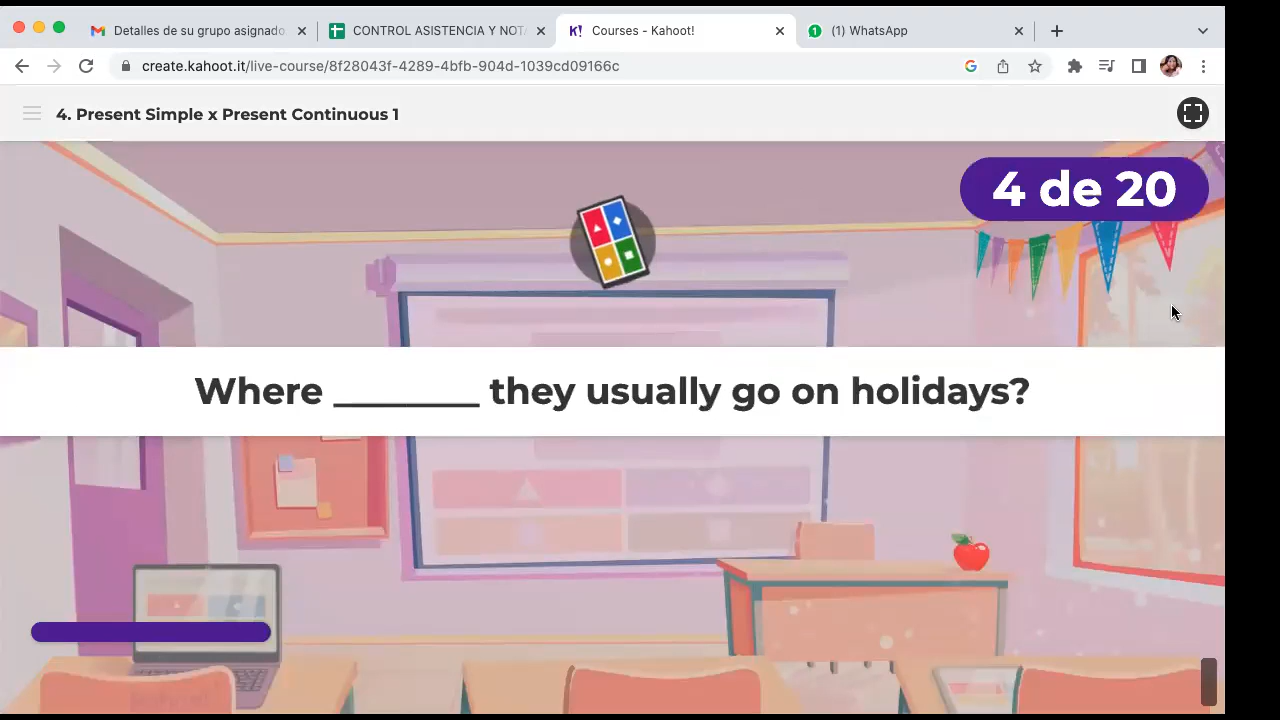 Detalles de su grupo asignado
CONTROL ASISTENCIA Y NOT
K! Courses - Kahoot!
1 (1) WhatsApp
create.kahoot.it/live-course/8f28043f-4289-4bfb-904d-1039cd09166c
4. Present Simple x Present Continuous 1
4 de 20
Where ________ they usually go on holidays?